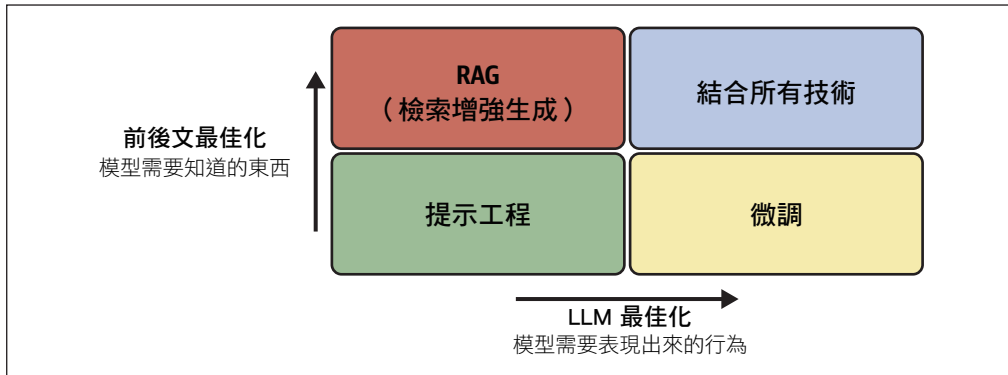 RAG
（檢索增強生成）
結合所有技術
前後文最佳化
模型需要知道的東西
提示工程
微調
LLM 最佳化
模型需要表現出來的行為